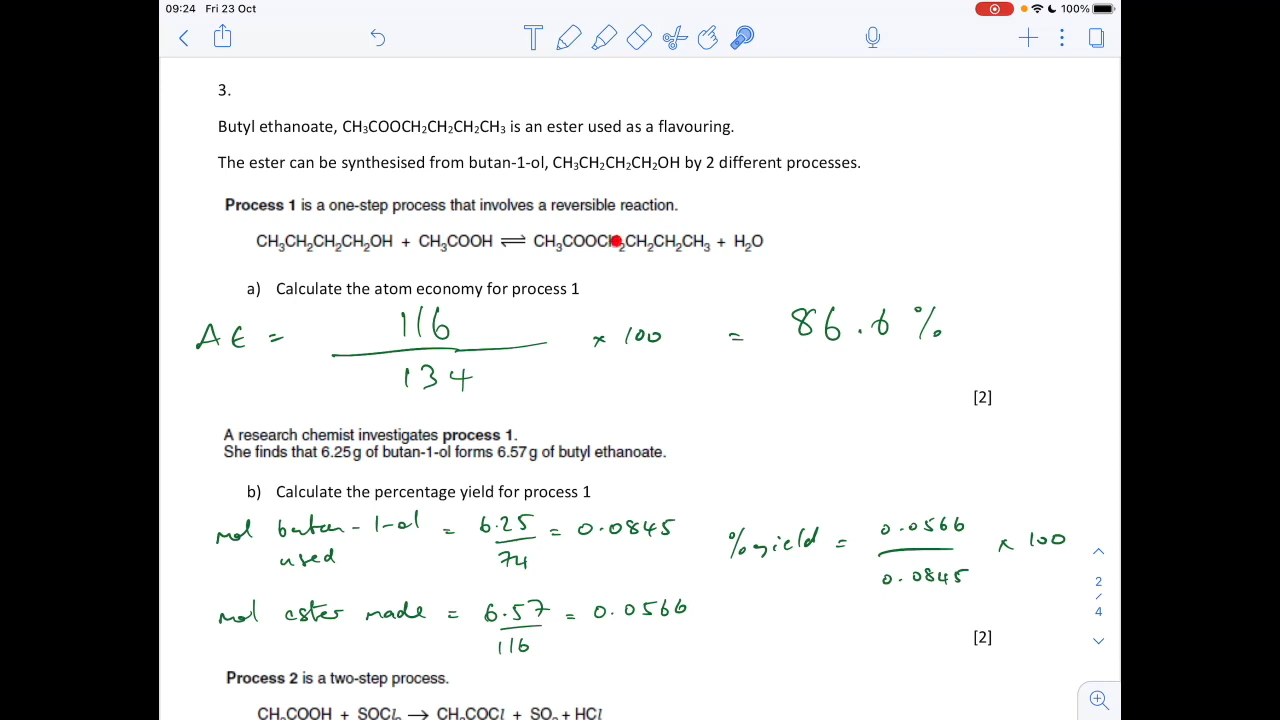 09:24 Fri 23 Oct 100%
3.
Butyl ethanoate, CH₃COOCH₂CH₂CH₂CH₃ is an ester used as a flavouring.
The ester can be synthesised from butan-1-ol, CH₃CH₂CH₂CH₂OH by 2 different processes.
Process 1 is a one-step process that involves a reversible reaction.
CH₃CH₂CH₂CH₂OH + CH₃COOH ⇌ CH₃COOCH₂CH₂CH₂CH₃ + H₂O
a) Calculate the atom economy for process 1
AE = 116 / 134 × 100 = 86.6 %
[2]
A research chemist investigates process 1.
She finds that 6.25 g of butan-1-ol forms 6.57 g of butyl ethanoate.
b) Calculate the percentage yield for process 1
mol butan-1-ol used = 6.25 / 74 = 0.0845
% yield = 0.0566 / 0.0845 × 100
mol ester made = 6.57 / 116 = 0.0566
[2]
2 / 4
Process 2 is a two-step process.
CH₃COOH + SOCl₂ → CH₃COCl + SO₂ + HCl